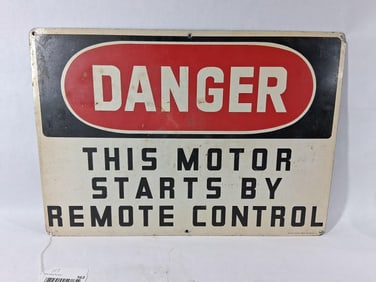 DANGER
THIS MOTOR
STARTS BY
REMOTE CONTROL